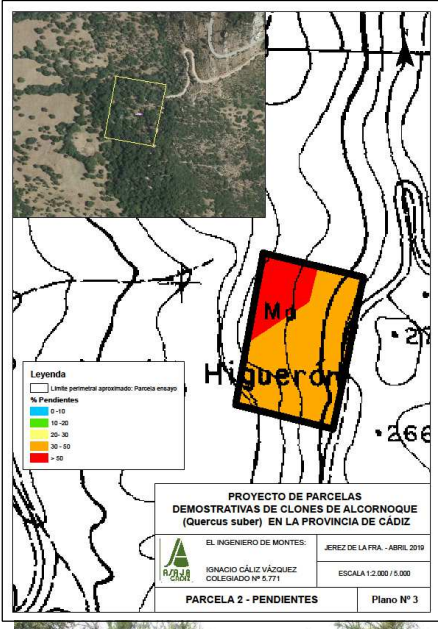 Mo
Higuerón
266
Leyenda
Límite perimetral aproximado: Parcela ensayo
% Pendientes
0 -10
10 -20
20- 30
30 - 50
> 50
PROYECTO DE PARCELAS
DEMOSTRATIVAS DE CLONES DE ALCORNOQUE
(Quercus suber) EN LA PROVINCIA DE CÁDIZ
ASAJA
CÁDIZ
EL INGENIERO DE MONTES:
IGNACIO CÁLIZ VÁZQUEZ
COLEGIADO Nº 5.771
JEREZ DE LA FRA. - ABRIL 2019
ESCALA 1:2.000 / 5.000
PARCELA 2 - PENDIENTES
Plano Nº 3